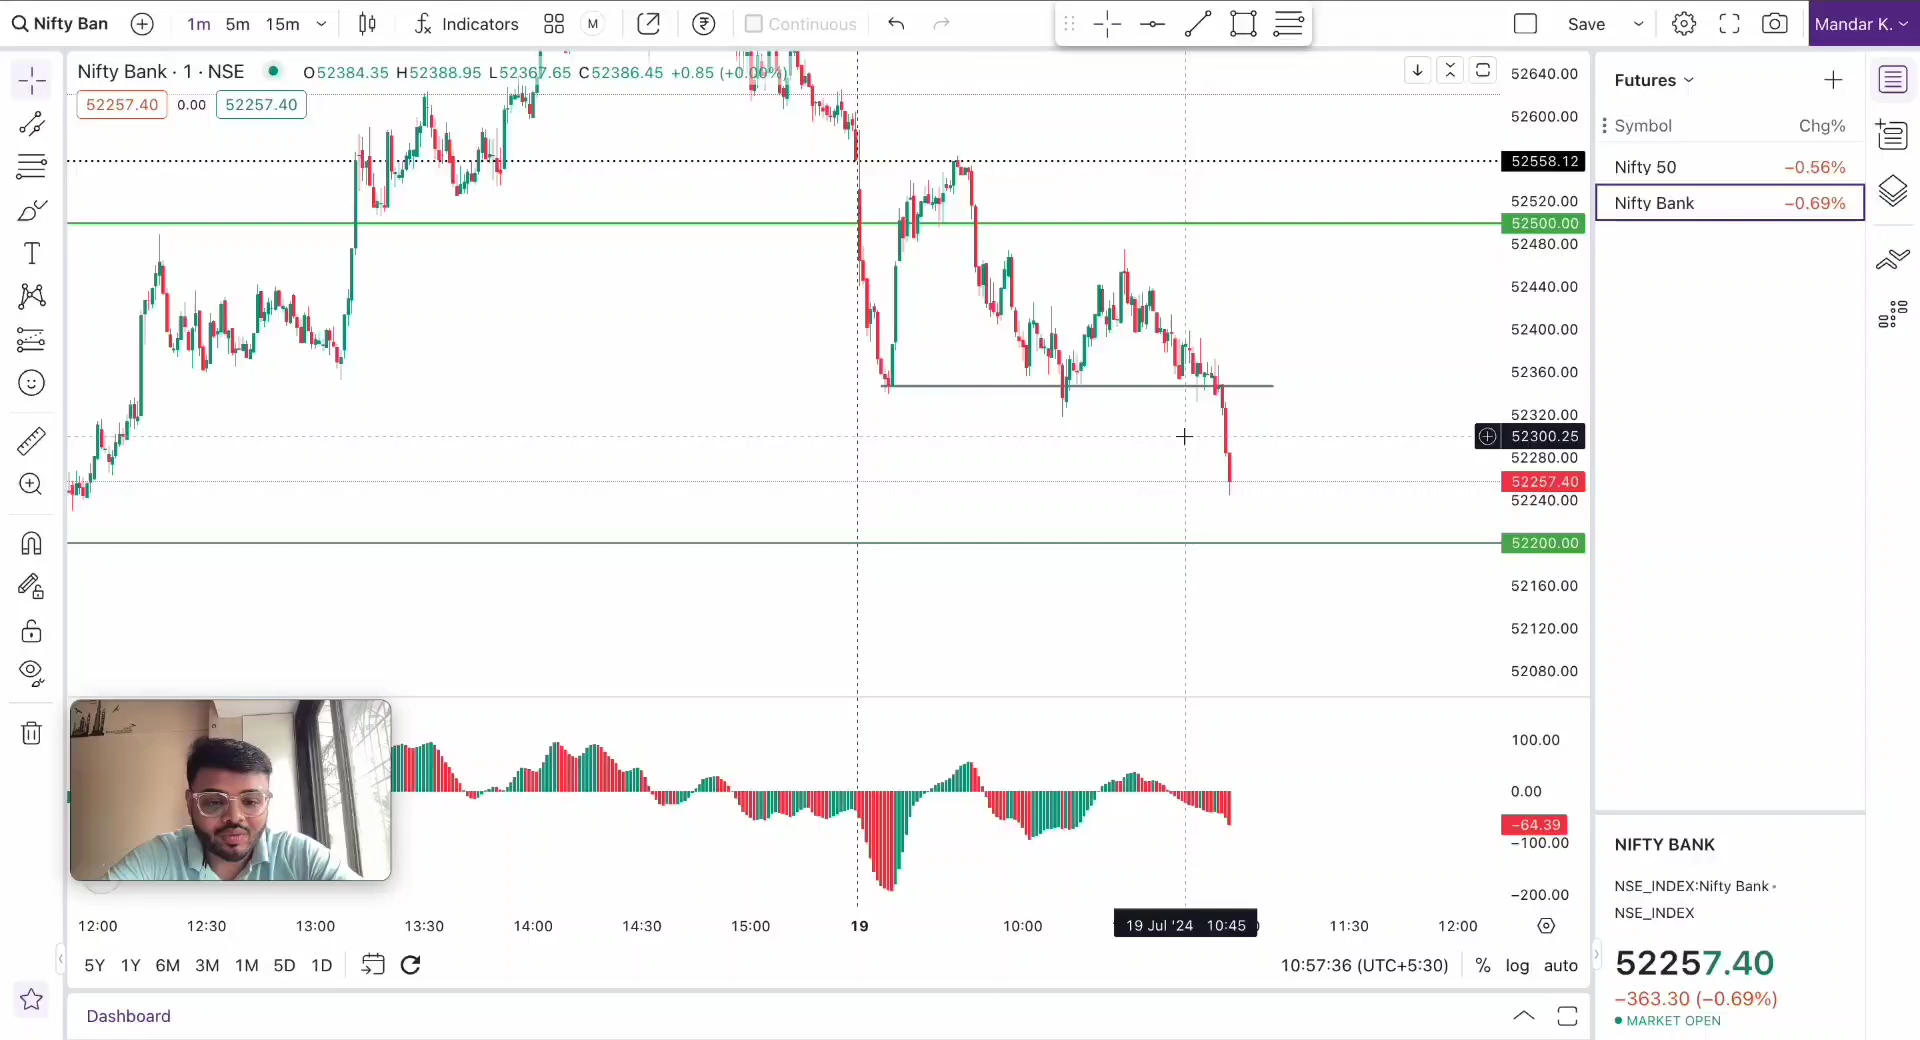 Nifty Ban 1m 5m 15m Indicators M Continuous Save Mandar K.
Nifty Bank · 1 · NSE O52384.35 H52388.95 L52367.65 C52386.45 +0.85 (+0.00%)
52257.40 0.00 52257.40
52640.00
52600.00
52558.12
52520.00
52500.00
52480.00
52440.00
52400.00
52360.00
52320.00
52300.25
52280.00
52257.40
52240.00
52200.00
52160.00
52120.00
52080.00
100.00
0.00
−64.39
−100.00
−200.00
12:00 12:30 13:00 13:30 14:00 14:30 15:00 19 10:00 19 Jul '24 10:45 11:30 12:00
5Y 1Y 6M 3M 1M 5D 1D 10:57:36 (UTC+5:30) % log auto
Dashboard
Futures
Symbol Chg%
Nifty 50 −0.56%
Nifty Bank −0.69%
NIFTY BANK
NSE_INDEX:Nifty Bank •
NSE_INDEX
52257.40
−363.30 (−0.69%)
MARKET OPEN